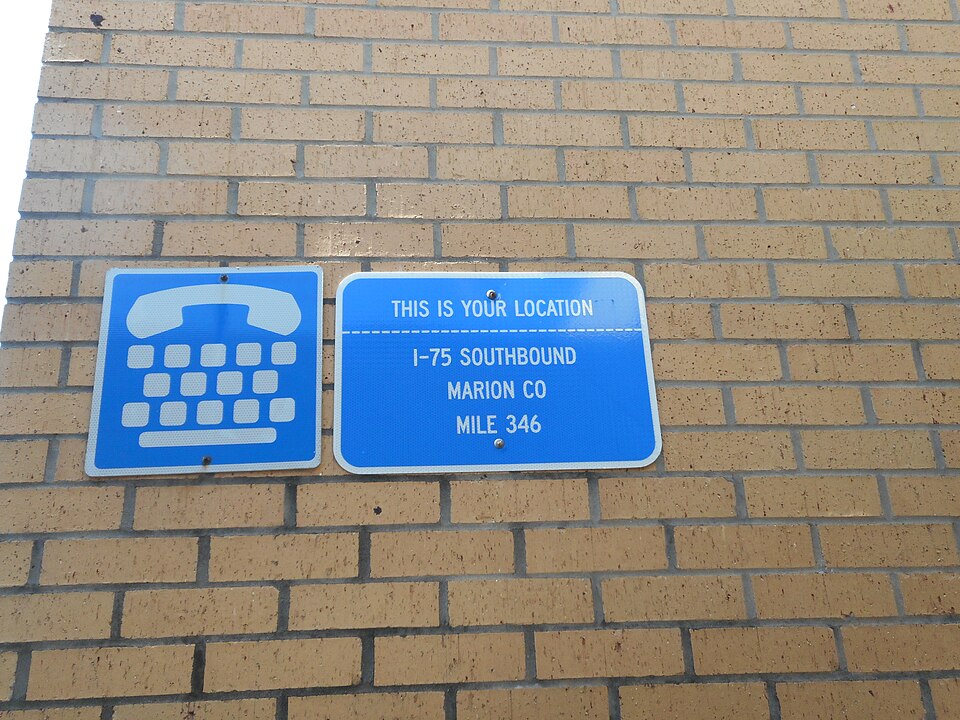 THIS IS YOUR LOCATION
I-75 SOUTHBOUND
MARION CO
MILE 346